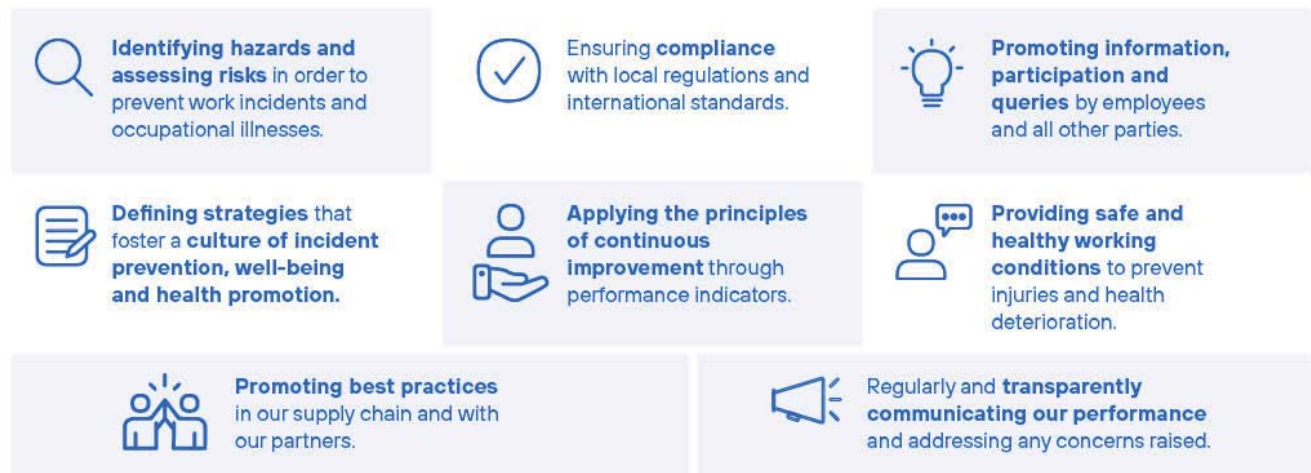 Identifying hazards and
assessing risks in order to
prevent work incidents and
occupational illnesses.
Ensuring compliance
with local regulations and
international standards.
Promoting information,
participation and
queries by employees
and all other parties.
Defining strategies that
foster a culture of incident
prevention, well-being
and health promotion.
Applying the principles
of continuous
improvement through
performance indicators.
Providing safe and
healthy working
conditions to prevent
injuries and health
deterioration.
Promoting best practices
in our supply chain and with
our partners.
Regularly and transparently
communicating our performance
and addressing any concerns raised.